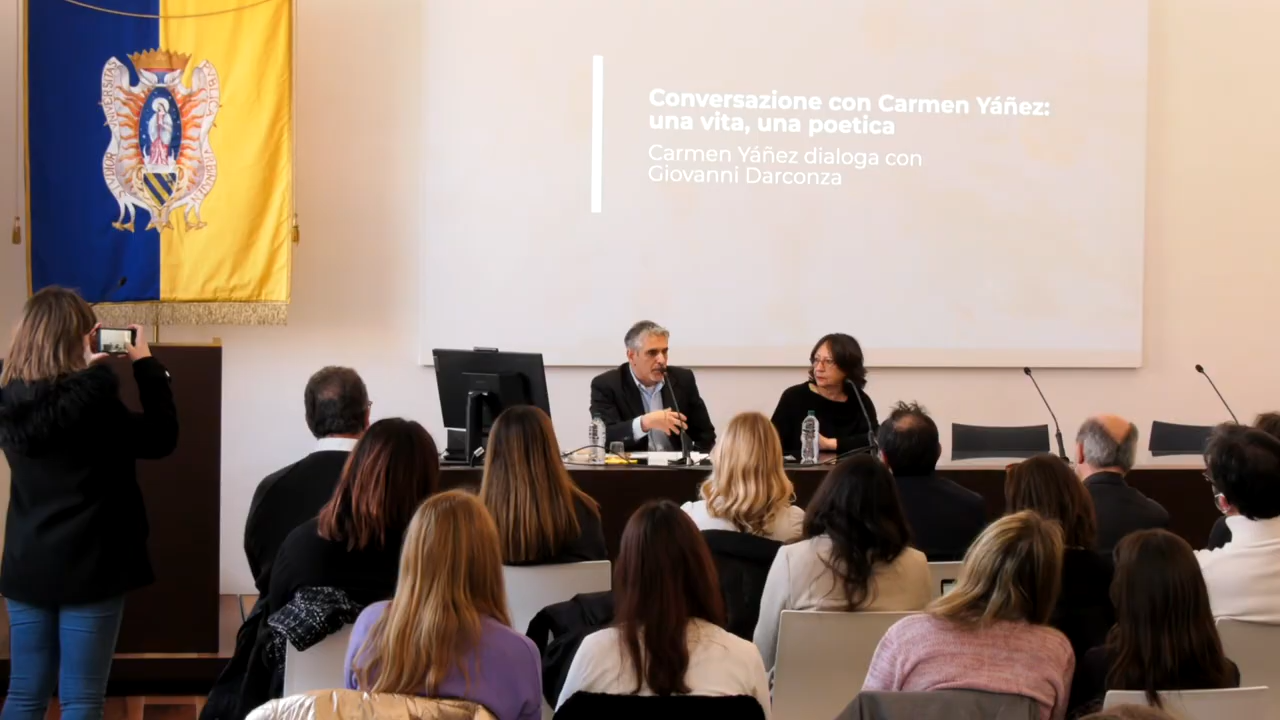 Conversazione con Carmen Yáñez:
una vita, una poetica
Carmen Yáñez dialoga con
Giovanni Darconza